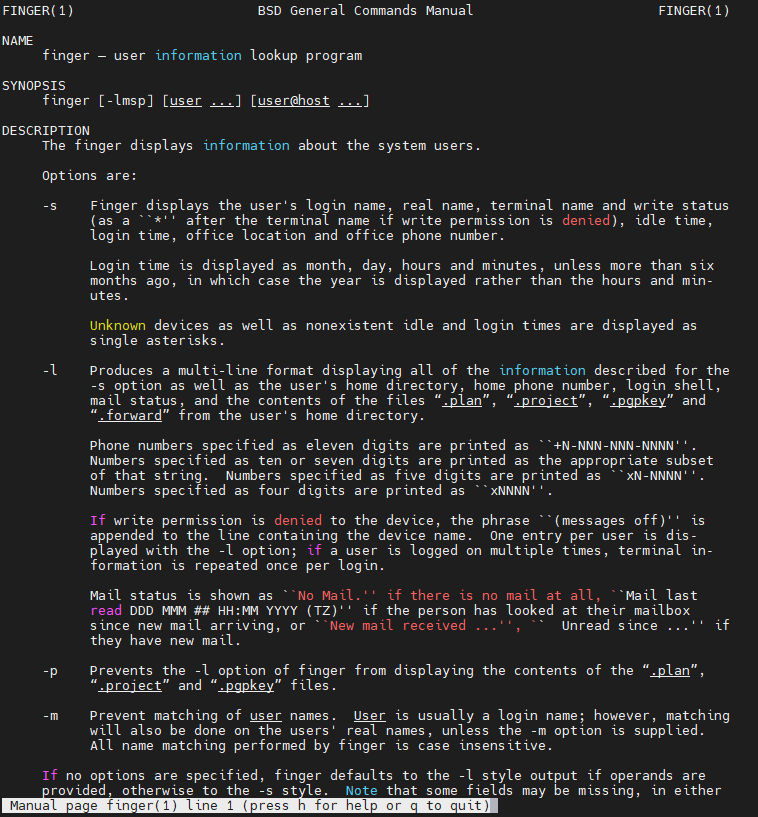 FINGER(1)                       BSD General Commands Manual                       FINGER(1)
NAME
finger — user information lookup program
SYNOPSIS
finger [-lmsp] [user ...] [user@host ...]
DESCRIPTION
The finger displays information about the system users.
Options are:
-s    Finger displays the user's login name, real name, terminal name and write status
(as a ``*'' after the terminal name if write permission is denied), idle time,
login time, office location and office phone number.
Login time is displayed as month, day, hours and minutes, unless more than six
months ago, in which case the year is displayed rather than the hours and min-
utes.
Unknown devices as well as nonexistent idle and login times are displayed as
single asterisks.
-l    Produces a multi-line format displaying all of the information described for the
-s option as well as the user's home directory, home phone number, login shell,
mail status, and the contents of the files “.plan”, “.project”, “.pgpkey” and
“.forward” from the user's home directory.
Phone numbers specified as eleven digits are printed as ``+N-NNN-NNN-NNNN''.
Numbers specified as ten or seven digits are printed as the appropriate subset
of that string.  Numbers specified as five digits are printed as ``xN-NNNN''.
Numbers specified as four digits are printed as ``xNNNN''.
If write permission is denied to the device, the phrase ``(messages off)'' is
appended to the line containing the device name.  One entry per user is dis-
played with the -l option; if a user is logged on multiple times, terminal in-
formation is repeated once per login.
Mail status is shown as ``No Mail.'' if there is no mail at all, ``Mail last
read DDD MMM ## HH:MM YYYY (TZ)'' if the person has looked at their mailbox
since new mail arriving, or ``New mail received ...'', ``  Unread since ...'' if
they have new mail.
-p    Prevents the -l option of finger from displaying the contents of the “.plan”,
“.project” and “.pgpkey” files.
-m    Prevent matching of user names.  User is usually a login name; however, matching
will also be done on the users' real names, unless the -m option is supplied.
All name matching performed by finger is case insensitive.
If no options are specified, finger defaults to the -l style output if operands are
provided, otherwise to the -s style.  Note that some fields may be missing, in either
Manual page finger(1) line 1 (press h for help or q to quit)